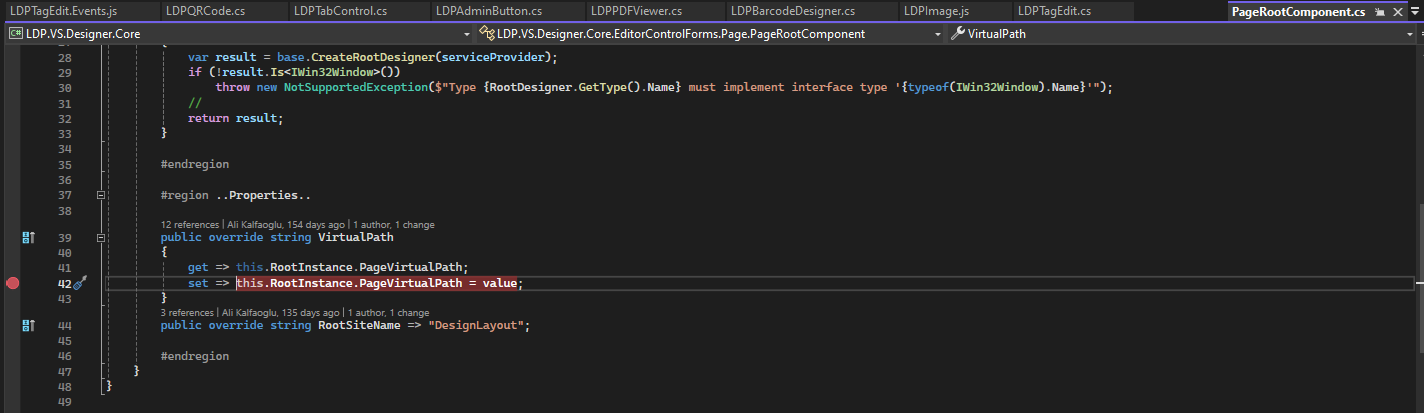 LDPTagEdit.Events.js LDPQRCode.cs LDPTabControl.cs LDPAdminButton.cs LDPPDFViewer.cs LDPBarcodeDesigner.cs LDPImage.js LDPTagEdit.cs PageRootComponent.cs
C# LDP.VS.Designer.Core LDP.VS.Designer.Core.EditorControlForms.Page.PageRootComponent VirtualPath
27 {
28 var result = base.CreateRootDesigner(serviceProvider);
29 if (!result.Is<IWin32Window>())
30 throw new NotSupportedException($"Type {RootDesigner.GetType().Name} must implement interface type '{typeof(IWin32Window).Name}'");
31 //
32 return result;
33 }
34
35 #endregion
36
37 #region ..Properties..
38
12 references | Ali Kalfaoglu, 154 days ago | 1 author, 1 change
39 public override string VirtualPath
40 {
41 get => this.RootInstance.PageVirtualPath;
42 set => this.RootInstance.PageVirtualPath = value;
43 }
3 references | Ali Kalfaoglu, 135 days ago | 1 author, 1 change
44 public override string RootSiteName => "DesignLayout";
45
46 #endregion
47 }
48 }
49